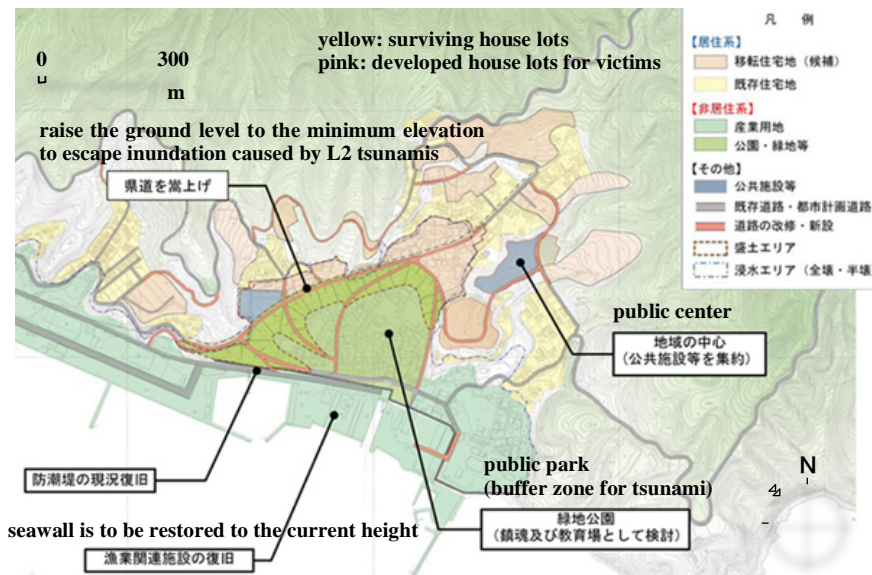 yellow: surviving house lots
pink: developed house lots for victims
0 300
m
raise the ground level to the minimum elevation
to escape inundation caused by L2 tsunamis
県道を嵩上げ
凡 例
【居住系】
移転住宅地（候補）
既存住宅地
【非居住系】
産業用地
公園・緑地等
【その他】
公共施設等
既存道路・都市計画道路
道路の改修・新設
盛土エリア
浸水エリア（全壊・半壊）
public center
地域の中心
（公共施設等を集約）
防潮堤の現況復旧
seawall is to be restored to the current height
漁業関連施設の復旧
public park
(buffer zone for tsunami)
緑地公園
（鎮魂及び教育場として検討）
N